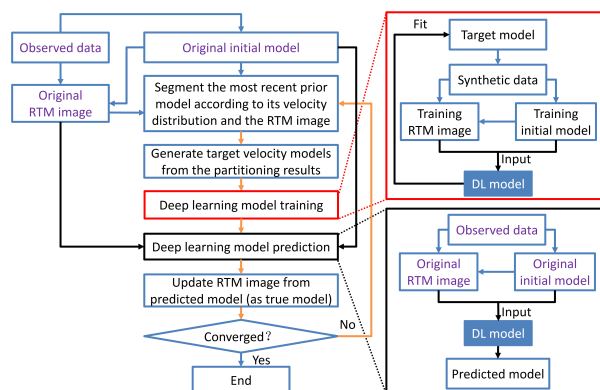 Observed data
Original initial model
Original
RTM image
Segment the most recent prior
model according to its velocity
distribution and the RTM image
Generate target velocity models
from the partitioning results
Deep learning model training
Deep learning model prediction
Update RTM image from
predicted model (as true model)
No
Converged？
Yes
End
Fit
Target model
Synthetic data
Training
RTM image
Training
initial model
Input
DL model
Observed data
Original
RTM image
Original
initial model
Input
DL model
Predicted model